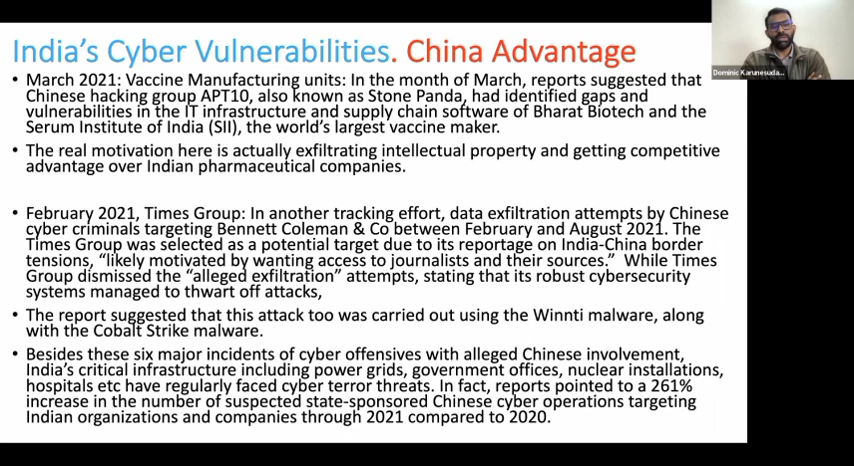 India's Cyber Vulnerabilities. China Advantage
• March 2021: Vaccine Manufacturing units: In the month of March, reports suggested that
Chinese hacking group APT10, also known as Stone Panda, had identified gaps and
vulnerabilities in the IT infrastructure and supply chain software of Bharat Biotech and the
Serum Institute of India (SII), the world's largest vaccine maker.
• The real motivation here is actually exfiltrating intellectual property and getting competitive
advantage over Indian pharmaceutical companies.
• February 2021, Times Group: In another tracking effort, data exfiltration attempts by Chinese
cyber criminals targeting Bennett Coleman & Co between February and August 2021. The
Times Group was selected as a potential target due to its reportage on India-China border
tensions, "likely motivated by wanting access to journalists and their sources." While Times
Group dismissed the "alleged exfiltration" attempts, stating that its robust cybersecurity
systems managed to thwart off attacks,
• The report suggested that this attack too was carried out using the Winnti malware, along
with the Cobalt Strike malware.
• Besides these six major incidents of cyber offensives with alleged Chinese involvement,
India's critical infrastructure including power grids, government offices, nuclear installations,
hospitals etc have regularly faced cyber terror threats. In fact, reports pointed to a 261%
increase in the number of suspected state-sponsored Chinese cyber operations targeting
Indian organizations and companies through 2021 compared to 2020.
Dominic Karunesuda...